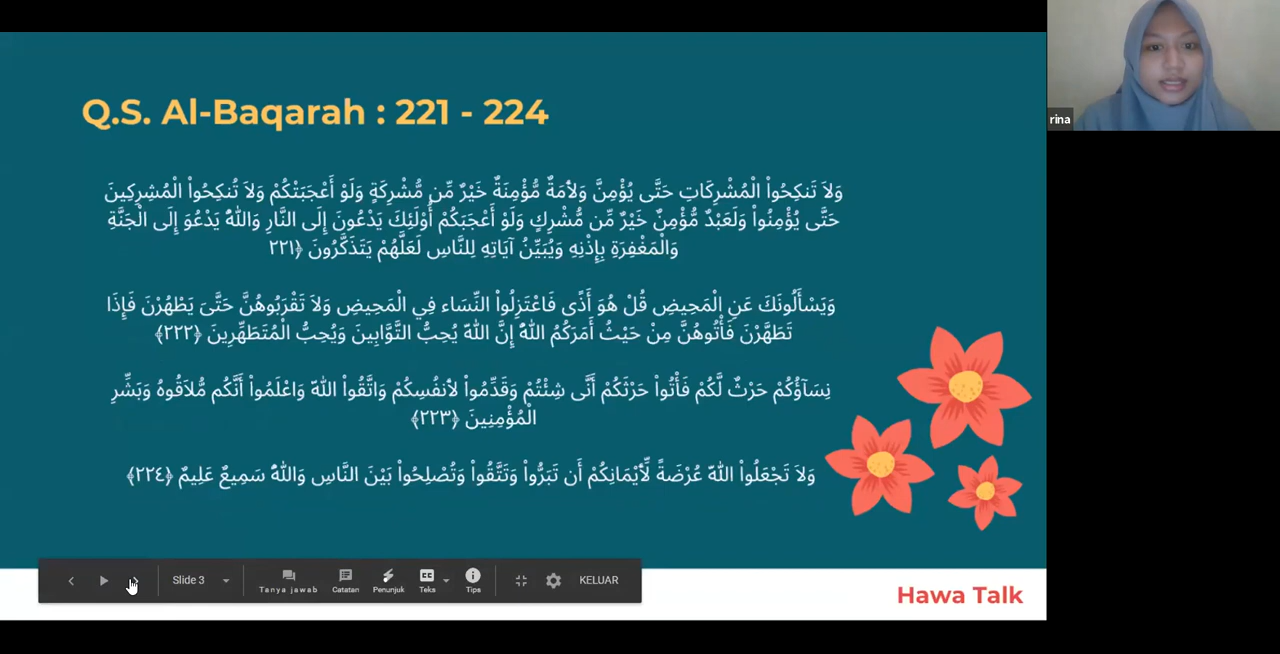 Q.S. Al-Baqarah : 221 - 224
وَلاَ تَنكِحُواْ الْمُشْرِكَاتِ حَتَّى يُؤْمِنَّ وَلأَمَةٌ مُّؤْمِنَةٌ خَيْرٌ مِّن مُّشْرِكَةٍ وَلَوْ أَعْجَبَتْكُمْ وَلاَ تُنكِحُواْ الْمُشِرِكِينَ
حَتَّى يُؤْمِنُواْ وَلَعَبْدٌ مُّؤْمِنٌ خَيْرٌ مِّن مُّشْرِكٍ وَلَوْ أَعْجَبَكُمْ أُوْلَئِكَ يَدْعُونَ إِلَى النَّارِ وَاللّهُ يَدْعُوَ إِلَى الْجَنَّةِ
وَالْمَغْفِرَةِ بِإِذْنِهِ وَيُبَيِّنُ آيَاتِهِ لِلنَّاسِ لَعَلَّهُمْ يَتَذَكَّرُونَ ﴿٢٢١
وَيَسْأَلُونَكَ عَنِ الْمَحِيضِ قُلْ هُوَ أَذًى فَاعْتَزِلُواْ النِّسَاء فِي الْمَحِيضِ وَلاَ تَقْرَبُوهُنَّ حَتَّىَ يَطْهُرْنَ فَإِذَا
تَطَهَّرْنَ فَأْتُوهُنَّ مِنْ حَيْثُ أَمَرَكُمُ اللّهُ إِنَّ اللّهَ يُحِبُّ التَّوَّابِينَ وَيُحِبُّ الْمُتَطَهِّرِينَ ﴿٢٢٢﴾
نِسَآؤُكُمْ حَرْثٌ لَّكُمْ فَأْتُواْ حَرْثَكُمْ أَنَّى شِئْتُمْ وَقَدِّمُواْ لأَنفُسِكُمْ وَاتَّقُواْ اللّهَ وَاعْلَمُواْ أَنَّكُم مُّلاَقُوهُ وَبَشِّرِ
الْمُؤْمِنِينَ ﴿٢٢٣﴾
وَلاَ تَجْعَلُواْ اللّهَ عُرْضَةً لِّأَيْمَانِكُمْ أَن تَبَرُّواْ وَتَتَّقُواْ وَتُصْلِحُواْ بَيْنَ النَّاسِ وَاللّهُ سَمِيعٌ عَلِيمٌ ﴿٢٢٤﴾
Slide 3
Tanya jawab
Catatan
Penunjuk
CC
Teks
Tips
KELUAR
Hawa Talk
rina